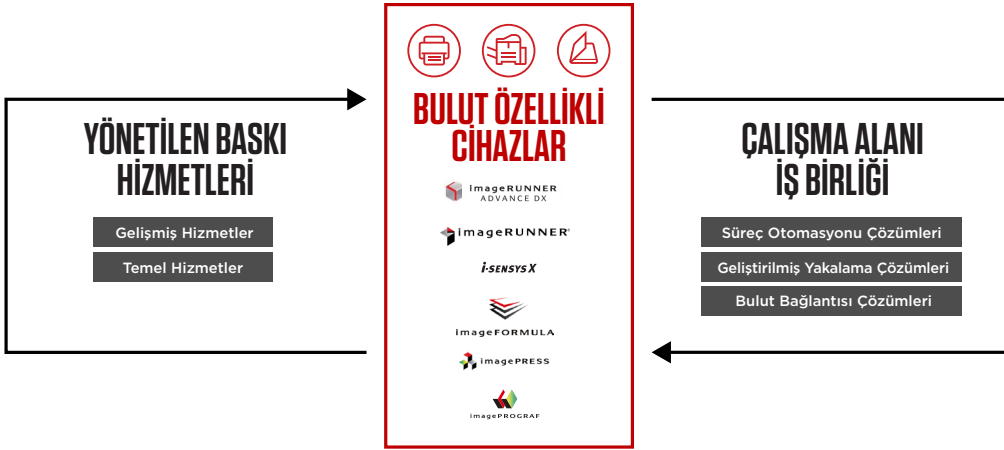 YÖNETİLEN BASKI
HİZMETLERİ
Gelişmiş Hizmetler
Temel Hizmetler
BULUT ÖZELLİKLİ
CİHAZLAR
imageRUNNER
ADVANCE DX
imageRUNNER®
i-SENSYS X
imageFORMULA
imagePRESS
imagePROGRAF
ÇALIŞMA ALANI
İŞ BİRLİĞİ
Süreç Otomasyonu Çözümleri
Geliştirilmiş Yakalama Çözümleri
Bulut Bağlantısı Çözümleri